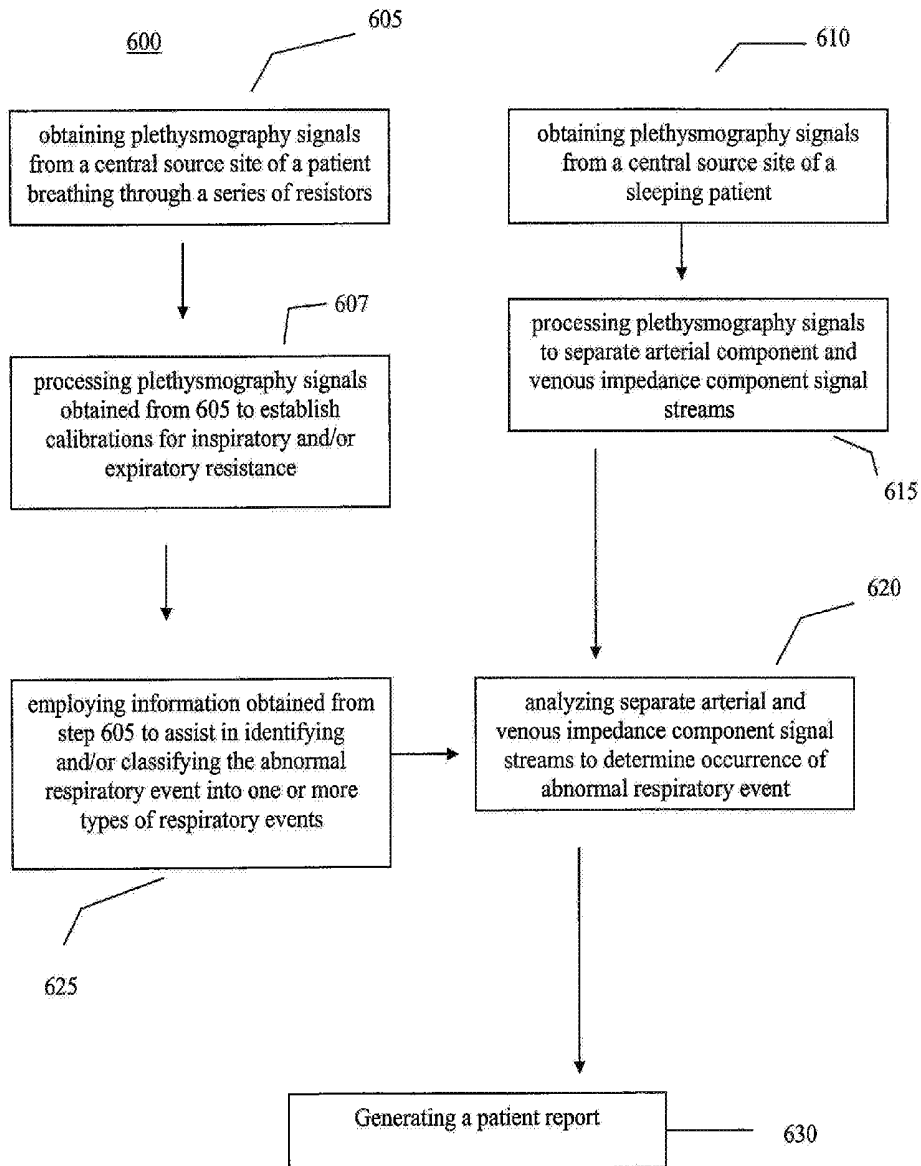 600
605
610
obtaining plethysmography signals
from a central source site of a patient
breathing through a series of resistors
obtaining plethysmography signals
from a central source site of a
sleeping patient
607
processing plethysmography signals
obtained from 605 to establish
calibrations for inspiratory and/or
expiratory resistance
processing plethysmography signals
to separate arterial component and
venous impedance component signal
streams
615
620
employing information obtained from
step 605 to assist in identifying
and/or classifying the abnormal
respiratory event into one or more
types of respiratory events
analyzing separate arterial and
venous impedance component signal
streams to determine occurrence of
abnormal respiratory event
625
Generating a patient report
630